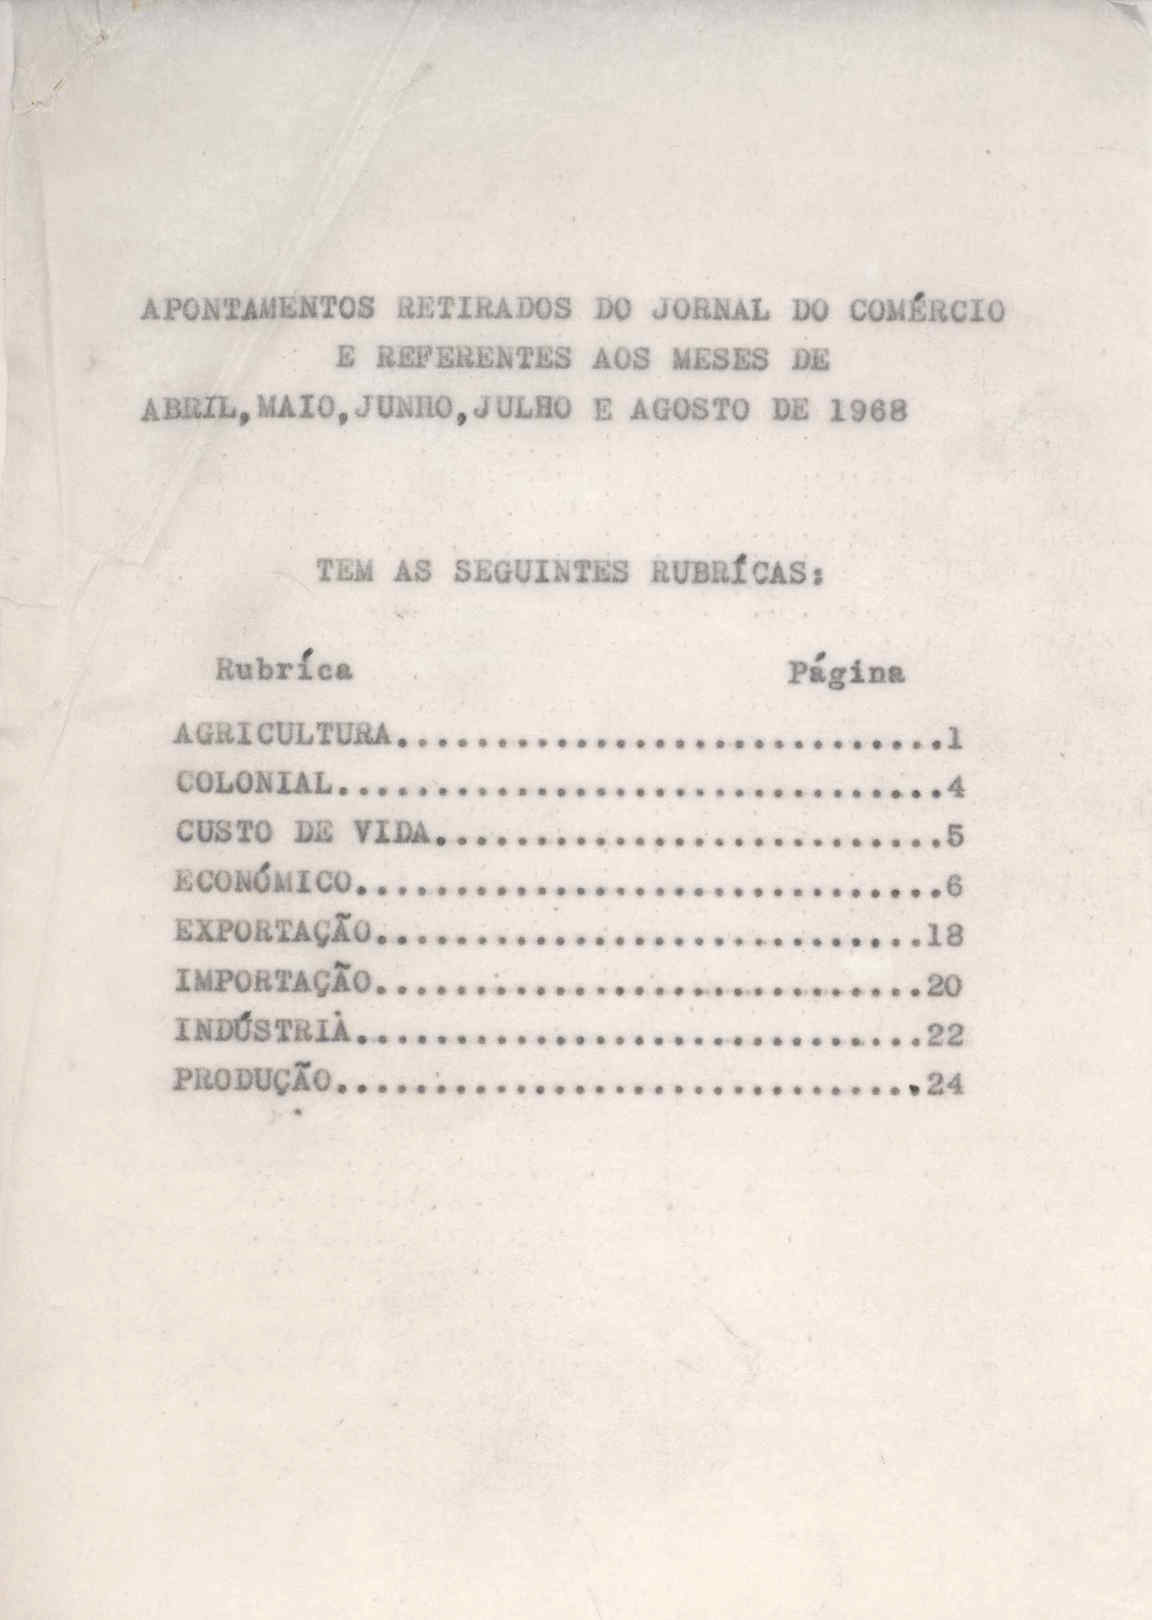 APONTAMENTOS RETIRADOS DO JORNAL DO COMÉRCIO
E REFERENTES AOS MESES DE
ABRIL,MAIO,JUNHO,JULHO E AGOSTO DE 1968
TEM AS SEGUINTES RUBRÍCAS:
Rubríca Página
AGRICULTURA............................1
COLONIAL...............................4
CUSTO DE VIDA..........................5
ECONÓMICO..............................6
EXPORTAÇÃO............................18
IMPORTAÇÃO............................20
INDÚSTRIA.............................22
PRODUÇÃO..............................24